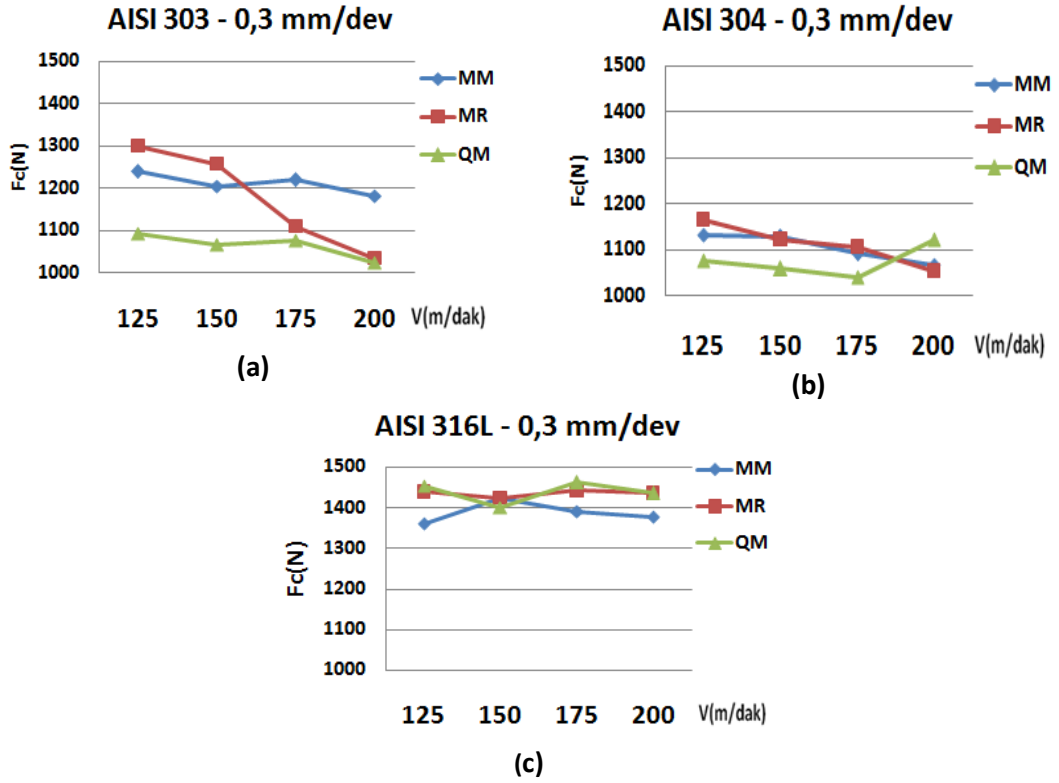 AISI 303 - 0,3 mm/dev
Fc(N)
1500
1400
1300
1200
1100
1000
125 150 175 200 V(m/dak)
MM
MR
QM
(a)
AISI 304 - 0,3 mm/dev
Fc(N)
1500
1400
1300
1200
1100
1000
125 150 175 200 V(m/dak)
MM
MR
QM
(b)
AISI 316L - 0,3 mm/dev
Fc(N)
1500
1400
1300
1200
1100
1000
125 150 175 200 V(m/dak)
MM
MR
QM
(c)